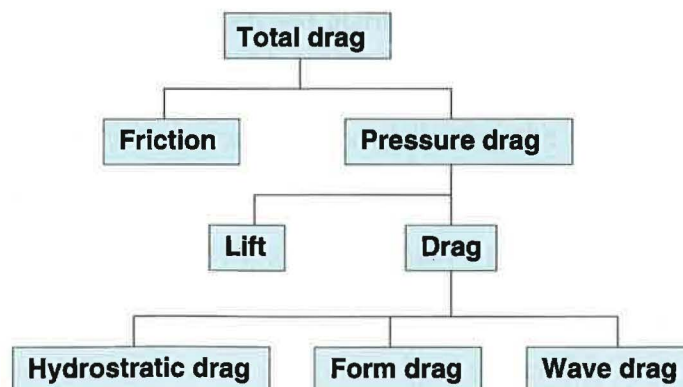 Total drag
Friction
Pressure drag
Lift
Drag
Hydrostratic drag
Form drag
Wave drag